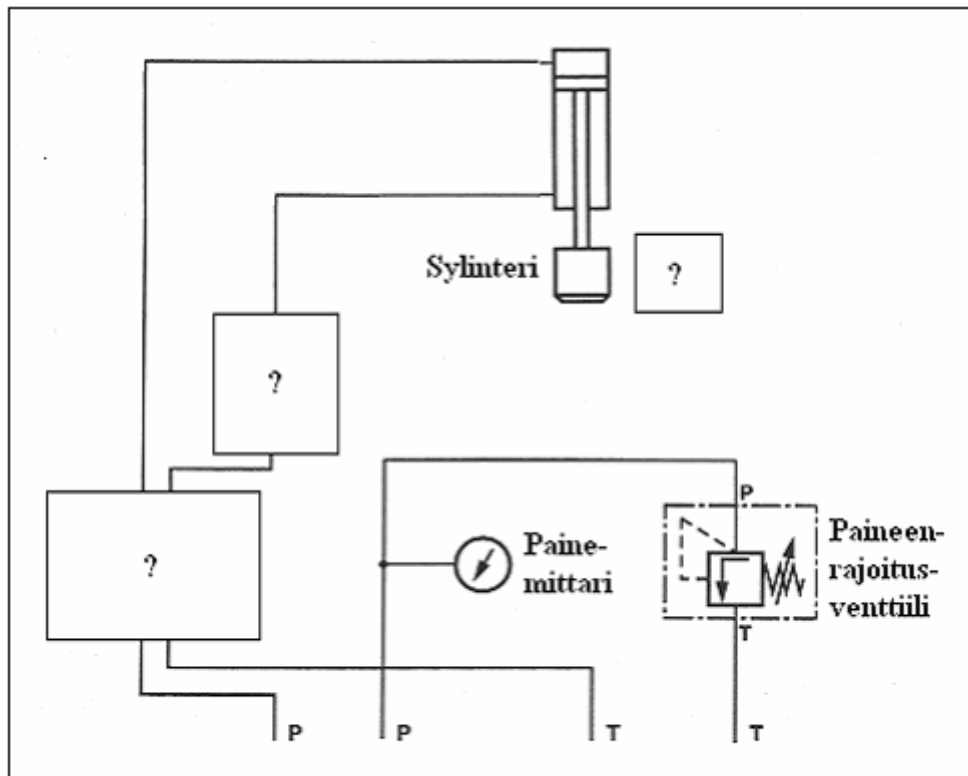 Sylinteri
?
?
?
Paine-
mittari
P
Paineen-
rajoitus-
venttiili
T
P
P
T
T